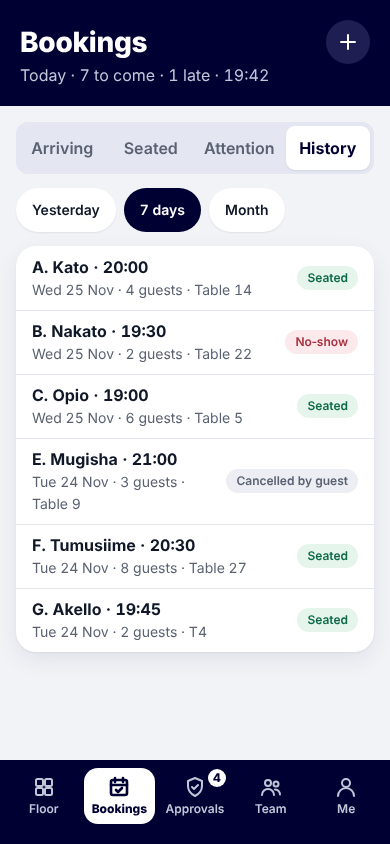 Bookings
Today · 7 to come · 1 late · 19:42
Arriving Seated Attention History
Yesterday 7 days Month
A. Kato · 20:00
Wed 25 Nov · 4 guests · Table 14
Seated
B. Nakato · 19:30
Wed 25 Nov · 2 guests · Table 22
No-show
C. Opio · 19:00
Wed 25 Nov · 6 guests · Table 5
Seated
E. Mugisha · 21:00
Tue 24 Nov · 3 guests ·
Table 9
Cancelled by guest
F. Tumusiime · 20:30
Tue 24 Nov · 8 guests · Table 27
Seated
G. Akello · 19:45
Tue 24 Nov · 2 guests · T4
Seated
4
Floor Bookings Approvals Team Me